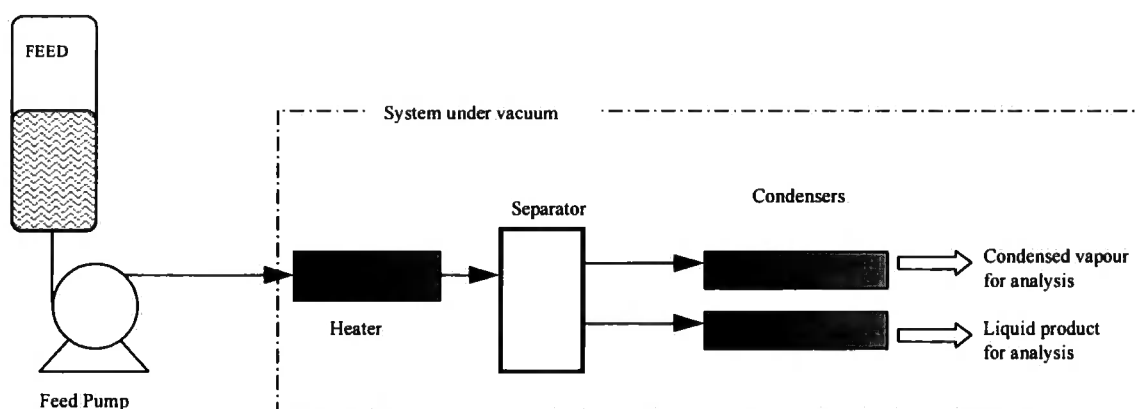 FEED
System under vacuum
Separator
Condensers
Condensed vapour
for analysis
Heater
Liquid product
for analysis
Feed Pump